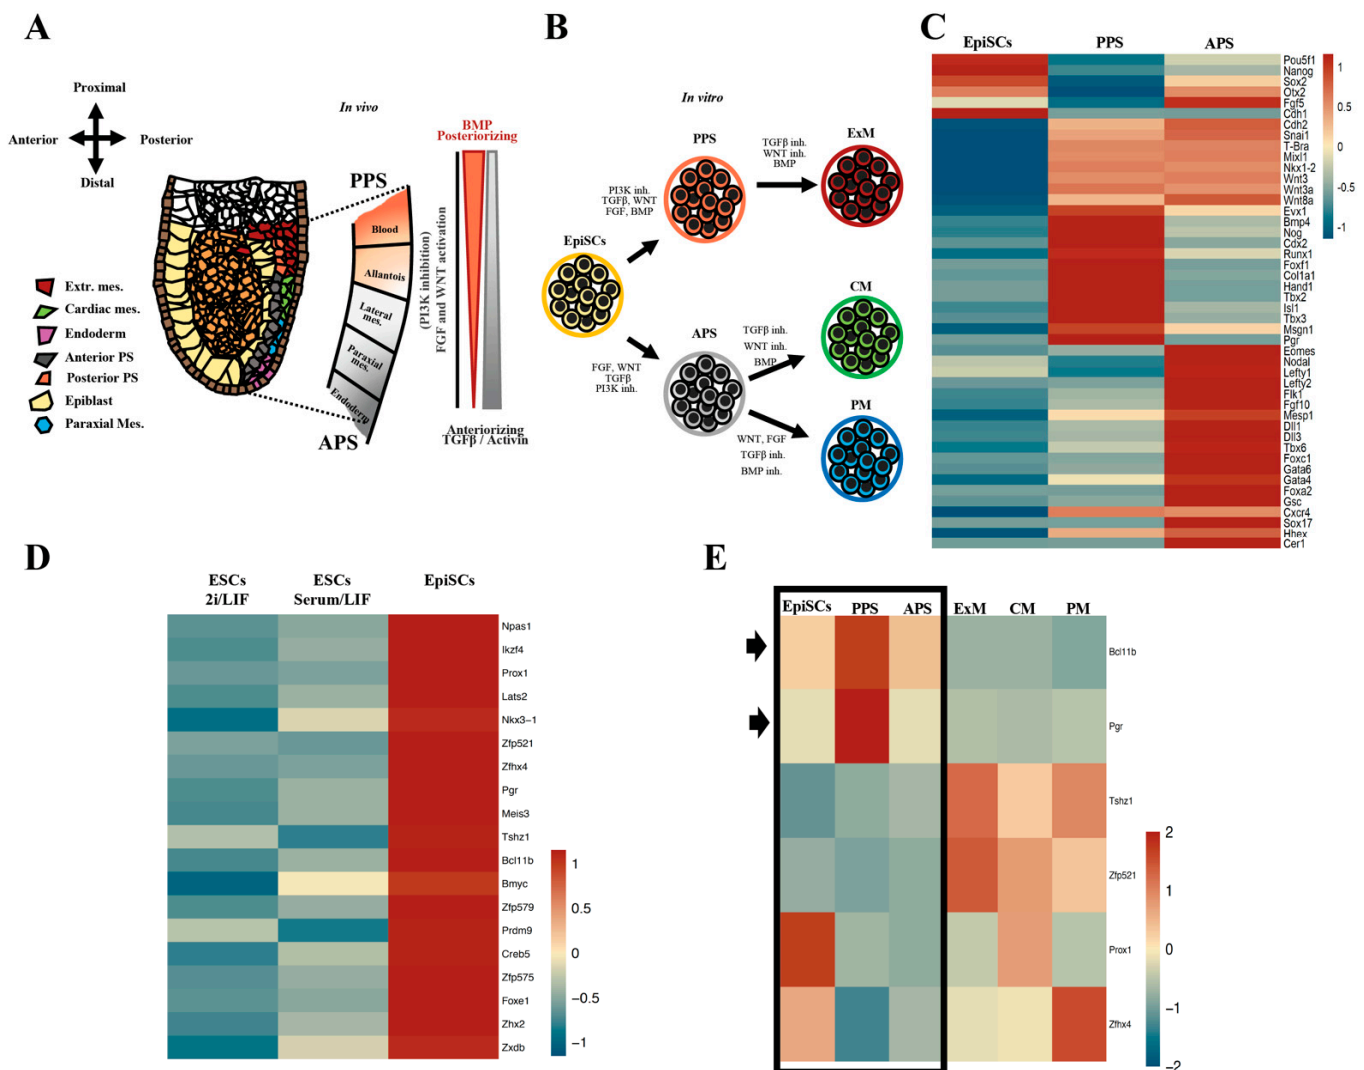 A
Proximal
Anterior
Posterior
Distal
In vivo
BMP
Posteriorizing
PPS
Blood
Allantois
Lateral
mes.
Paraxial
mes.
Endoderm
APS
(PI3K inhibition)
FGF and WNT activation
Anteriorizing
TGFβ / Activin
Extr. mes.
Cardiac mes.
Endoderm
Anterior PS
Posterior PS
Epiblast
Paraxial Mes.
B
In vitro
PPS
ExM
TGFβ inh.
WNT inh.
BMP
PI3K inh.
TGFβ, WNT
FGF, BMP
EpiSCs
CM
APS
TGFβ inh.
WNT inh.
BMP
FGF, WNT
TGFβ
PI3K inh.
PM
WNT, FGF
TGFβ inh.
BMP inh.
C
EpiSCs
PPS
APS
Pou5f1
Nanog
Sox2
Otx2
Fgf5
Cdh1
Cdh2
Snai1
T-Bra
Mixl1
Nkx1-2
Wnt3
Wnt3a
Wnt8a
Evx1
Bmp4
Nog
Cdx2
Runx1
Foxf1
Col1a1
Hand1
Tbx2
Isl1
Tbx3
Msgn1
Pgr
Eomes
Nodal
Lefty1
Lefty2
Flk1
Fgf10
Mesp1
Dll1
Dll3
Tbx6
Foxc1
Gata6
Gata4
Foxa2
Gsc
Cxcr4
Sox17
Hhex
Cer1
1
0.5
0
-0.5
-1
D
ESCs
2i/LIF
ESCs
Serum/LIF
EpiSCs
Npas1
Ikzf4
Prox1
Lats2
Nkx3-1
Zfp521
Zfhx4
Pgr
Meis3
Tshz1
Bcl11b
Bmyc
Zfp579
Prdm9
Creb5
Zfp575
Foxe1
Zhx2
Zxdb
1
0.5
0
-0.5
-1
E
EpiSCs
PPS
APS
ExM
CM
PM
Bcl11b
Pgr
Tshz1
Zfp521
Prox1
Zfhx4
2
1
0
-1
-2